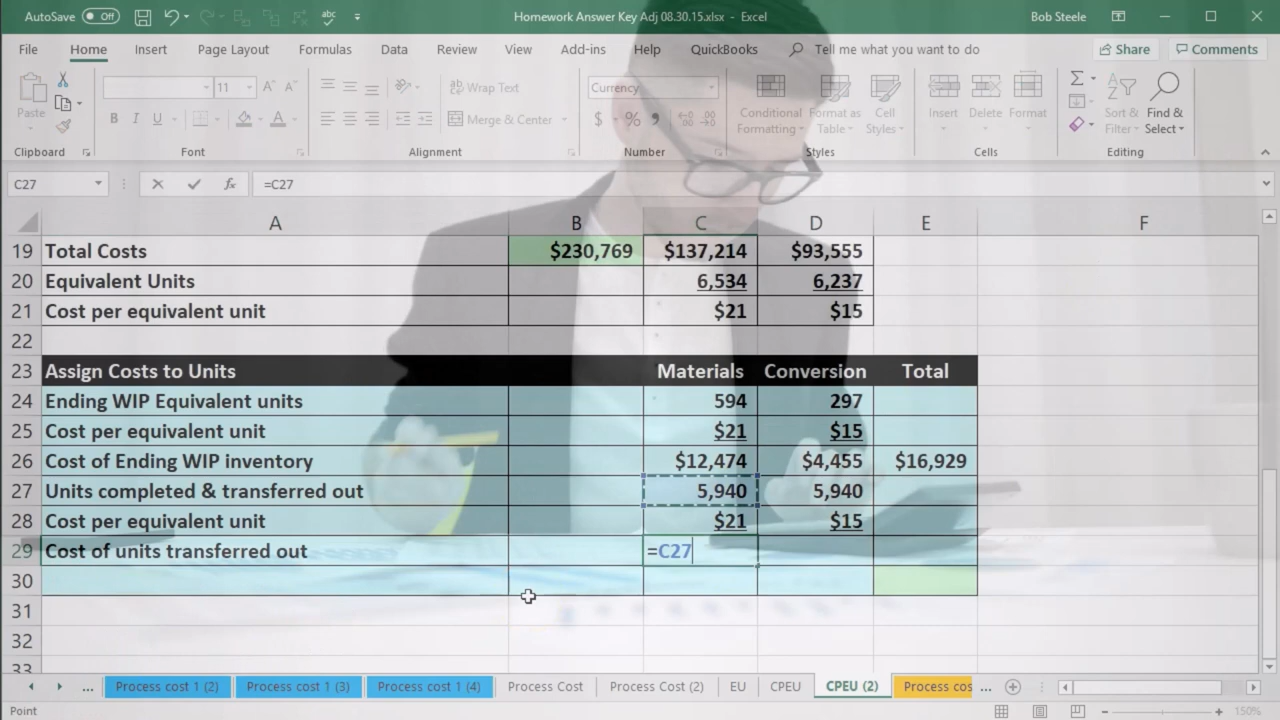 AutoSave Off abc Homework Answer Key Adj 08.30.15.xlsx - Excel Bob Steele
File Home Insert Page Layout Formulas Data Review View Add-ins Help QuickBooks Tell me what you want to do Share Comments
Paste 11 A A Wrap Text Currency Conditional Format as Cell Insert Delete Format Sort & Find &
B I U A Merge & Center $ % Formatting Table Styles Filter Select
Clipboard Font Alignment Number Styles Cells Editing
C27 fx =C27
A B C D E F
19 Total Costs $230,769 $137,214 $93,555
20 Equivalent Units 6,534 6,237
21 Cost per equivalent unit $21 $15
22
23 Assign Costs to Units Materials Conversion Total
24 Ending WIP Equivalent units 594 297
25 Cost per equivalent unit $21 $15
26 Cost of Ending WIP inventory $12,474 $4,455 $16,929
27 Units completed & transferred out 5,940 5,940
28 Cost per equivalent unit $21 $15
29 Cost of units transferred out =C27
30
31
32
33
... Process cost 1 (2) Process cost 1 (3) Process cost 1 (4) Process Cost Process Cost (2) EU CPEU CPEU (2) Process cos ...
Point 150%